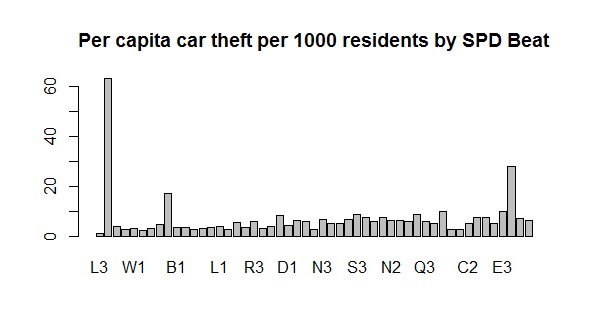 Per capita car theft per 1000 residents by SPD Beat
60
40
20
0
L3 W1 B1 L1 R3 D1 N3 S3 N2 Q3 C2 E3